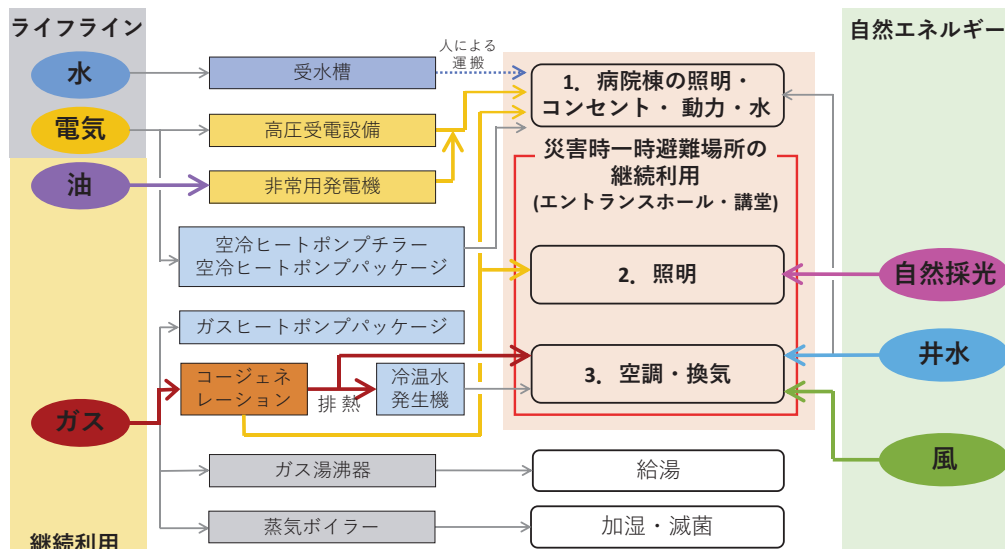 ライフライン
水
電気
油
ガス
継続利用
受水槽
人による
運搬
高圧受電設備
非常用発電機
空冷ヒートポンプチラー
空冷ヒートポンプパッケージ
ガスヒートポンプパッケージ
コージェネ
レーション
排熱
冷温水
発生機
ガス湯沸器
蒸気ボイラー
1. 病院棟の照明・
コンセント・動力・水
災害時一時避難場所の
継続利用
(エントランスホール・講堂)
2. 照明
3. 空調・換気
給湯
加湿・滅菌
自然エネルギー
自然採光
井水
風